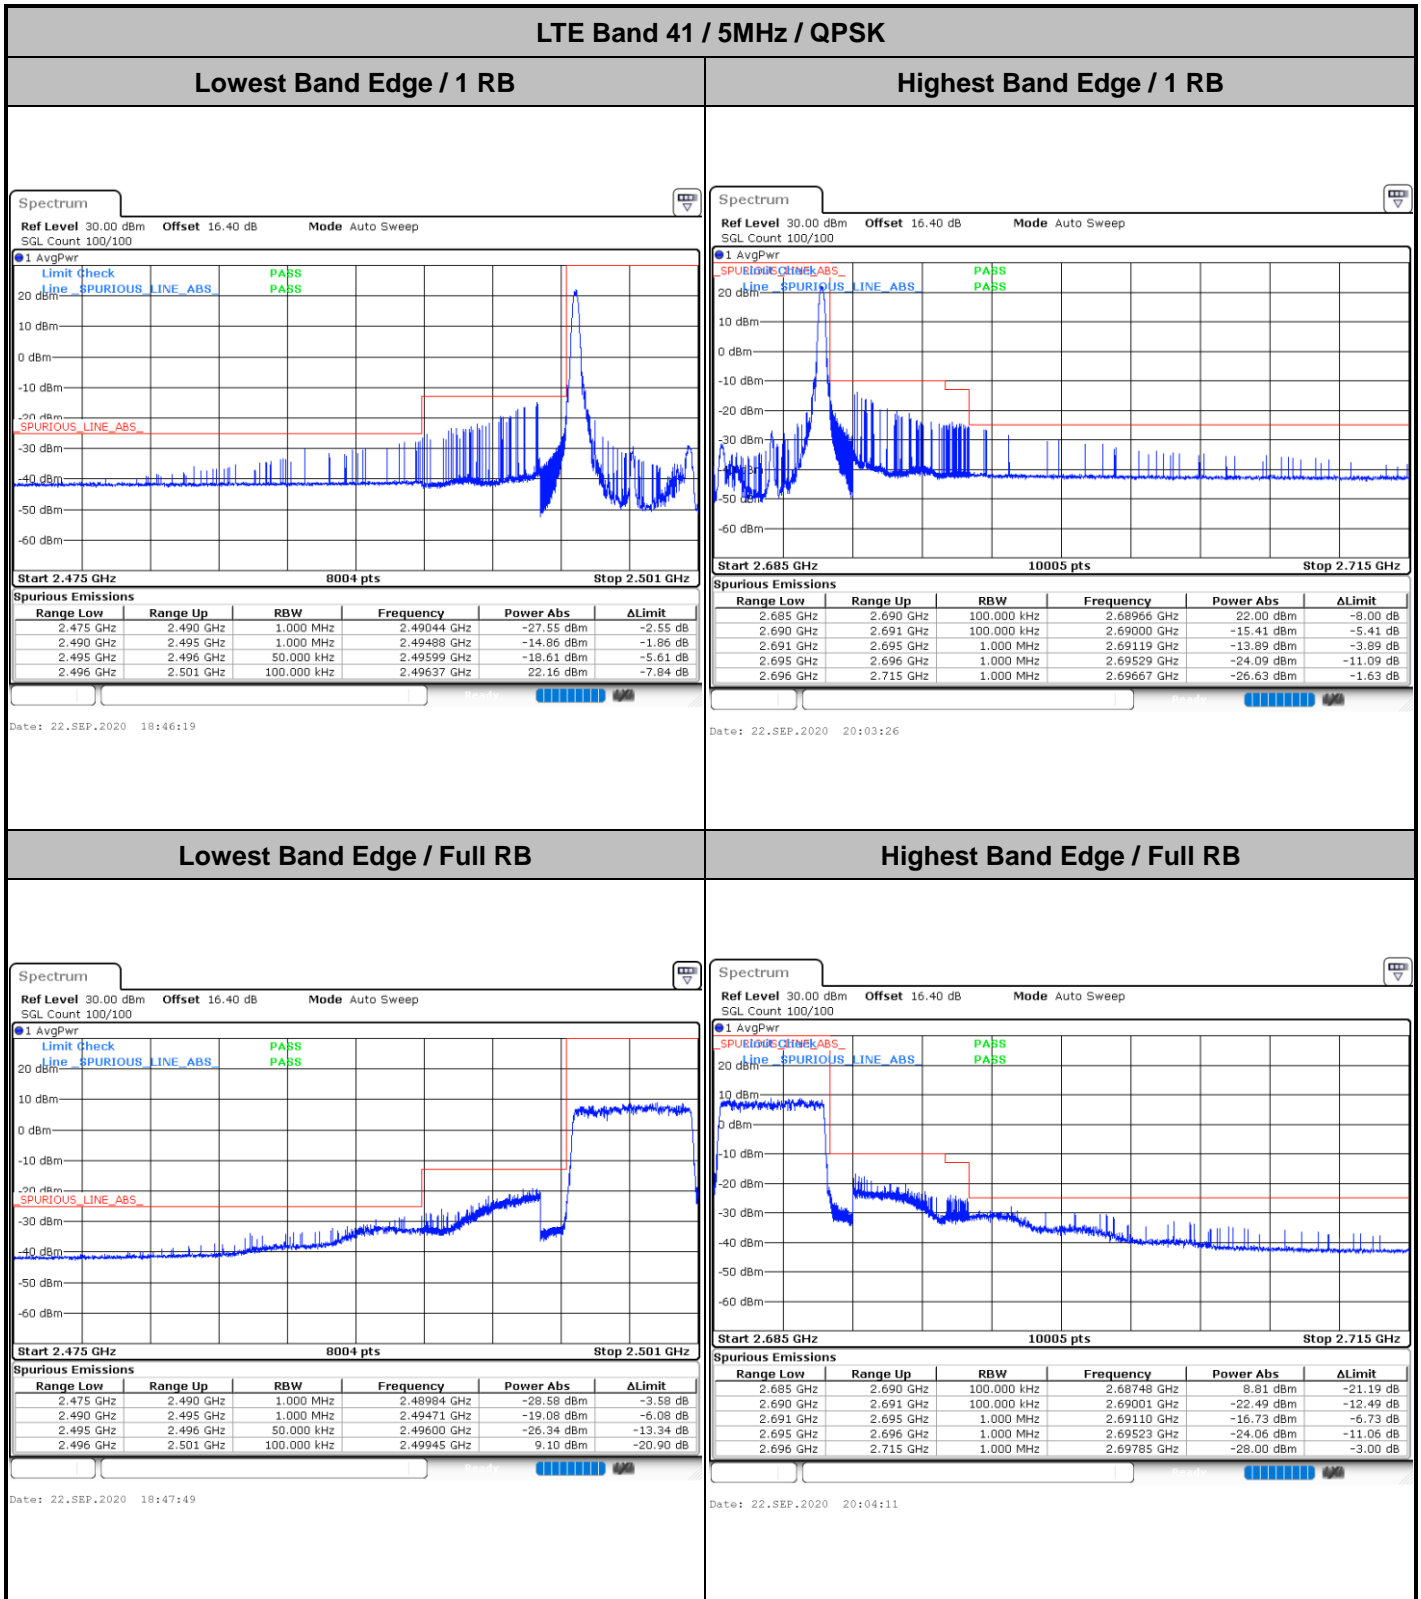 LTE Band 41 / 5MHz / QPSK
Lowest Band Edge / 1 RB
Highest Band Edge / 1 RB
Spectrum
Ref Level 30.00 dBm Offset 16.40 dB Mode Auto Sweep
SGL Count 100/100
1 AvgPwr
Limit Check PASS
Line _SPURIOUS_LINE_ABS_ PASS
20 dBm
10 dBm
0 dBm
-10 dBm
-20 dBm
_SPURIOUS_LINE_ABS_
-30 dBm
-40 dBm
-50 dBm
-60 dBm
Start 2.475 GHz 8004 pts Stop 2.501 GHz
Spurious Emissions
Range Low Range Up RBW Frequency Power Abs ΔLimit
2.475 GHz 2.490 GHz 1.000 MHz 2.49044 GHz -27.55 dBm -2.55 dB
2.490 GHz 2.495 GHz 1.000 MHz 2.49488 GHz -14.86 dBm -1.86 dB
2.495 GHz 2.496 GHz 50.000 kHz 2.49599 GHz -18.61 dBm -5.61 dB
2.496 GHz 2.501 GHz 100.000 kHz 2.49637 GHz 22.16 dBm -7.84 dB
Ready
Date: 22.SEP.2020 18:46:19
Spectrum
Ref Level 30.00 dBm Offset 16.40 dB Mode Auto Sweep
SGL Count 100/100
1 AvgPwr
_SPURIOUS_LINE_ABS_
Limit Check PASS
Line _SPURIOUS_LINE_ABS_ PASS
20 dBm
10 dBm
0 dBm
-10 dBm
-20 dBm
-30 dBm
-40 dBm
-50 dBm
-60 dBm
Start 2.685 GHz 10005 pts Stop 2.715 GHz
Spurious Emissions
Range Low Range Up RBW Frequency Power Abs ΔLimit
2.685 GHz 2.690 GHz 100.000 kHz 2.68966 GHz 22.00 dBm -8.00 dB
2.690 GHz 2.691 GHz 100.000 kHz 2.69000 GHz -15.41 dBm -5.41 dB
2.691 GHz 2.695 GHz 1.000 MHz 2.69119 GHz -13.89 dBm -3.89 dB
2.695 GHz 2.696 GHz 1.000 MHz 2.69529 GHz -24.09 dBm -11.09 dB
2.696 GHz 2.715 GHz 1.000 MHz 2.69667 GHz -26.63 dBm -1.63 dB
Ready
Date: 22.SEP.2020 20:03:26
Lowest Band Edge / Full RB
Highest Band Edge / Full RB
Spectrum
Ref Level 30.00 dBm Offset 16.40 dB Mode Auto Sweep
SGL Count 100/100
1 AvgPwr
Limit Check PASS
Line _SPURIOUS_LINE_ABS_ PASS
20 dBm
10 dBm
0 dBm
-10 dBm
-20 dBm
_SPURIOUS_LINE_ABS_
-30 dBm
-40 dBm
-50 dBm
-60 dBm
Start 2.475 GHz 8004 pts Stop 2.501 GHz
Spurious Emissions
Range Low Range Up RBW Frequency Power Abs ΔLimit
2.475 GHz 2.490 GHz 1.000 MHz 2.48984 GHz -28.58 dBm -3.58 dB
2.490 GHz 2.495 GHz 1.000 MHz 2.49471 GHz -19.08 dBm -6.08 dB
2.495 GHz 2.496 GHz 50.000 kHz 2.49600 GHz -26.34 dBm -13.34 dB
2.496 GHz 2.501 GHz 100.000 kHz 2.49945 GHz 9.10 dBm -20.90 dB
Ready
Date: 22.SEP.2020 18:47:49
Spectrum
Ref Level 30.00 dBm Offset 16.40 dB Mode Auto Sweep
SGL Count 100/100
1 AvgPwr
_SPURIOUS_LINE_ABS_
Limit Check PASS
Line _SPURIOUS_LINE_ABS_ PASS
20 dBm
10 dBm
0 dBm
-10 dBm
-20 dBm
-30 dBm
-40 dBm
-50 dBm
-60 dBm
Start 2.685 GHz 10005 pts Stop 2.715 GHz
Spurious Emissions
Range Low Range Up RBW Frequency Power Abs ΔLimit
2.685 GHz 2.690 GHz 100.000 kHz 2.68748 GHz 8.81 dBm -21.19 dB
2.690 GHz 2.691 GHz 100.000 kHz 2.69001 GHz -22.49 dBm -12.49 dB
2.691 GHz 2.695 GHz 1.000 MHz 2.69110 GHz -16.73 dBm -6.73 dB
2.695 GHz 2.696 GHz 1.000 MHz 2.69523 GHz -24.06 dBm -11.06 dB
2.696 GHz 2.715 GHz 1.000 MHz 2.69785 GHz -28.00 dBm -3.00 dB
Ready
Date: 22.SEP.2020 20:04:11